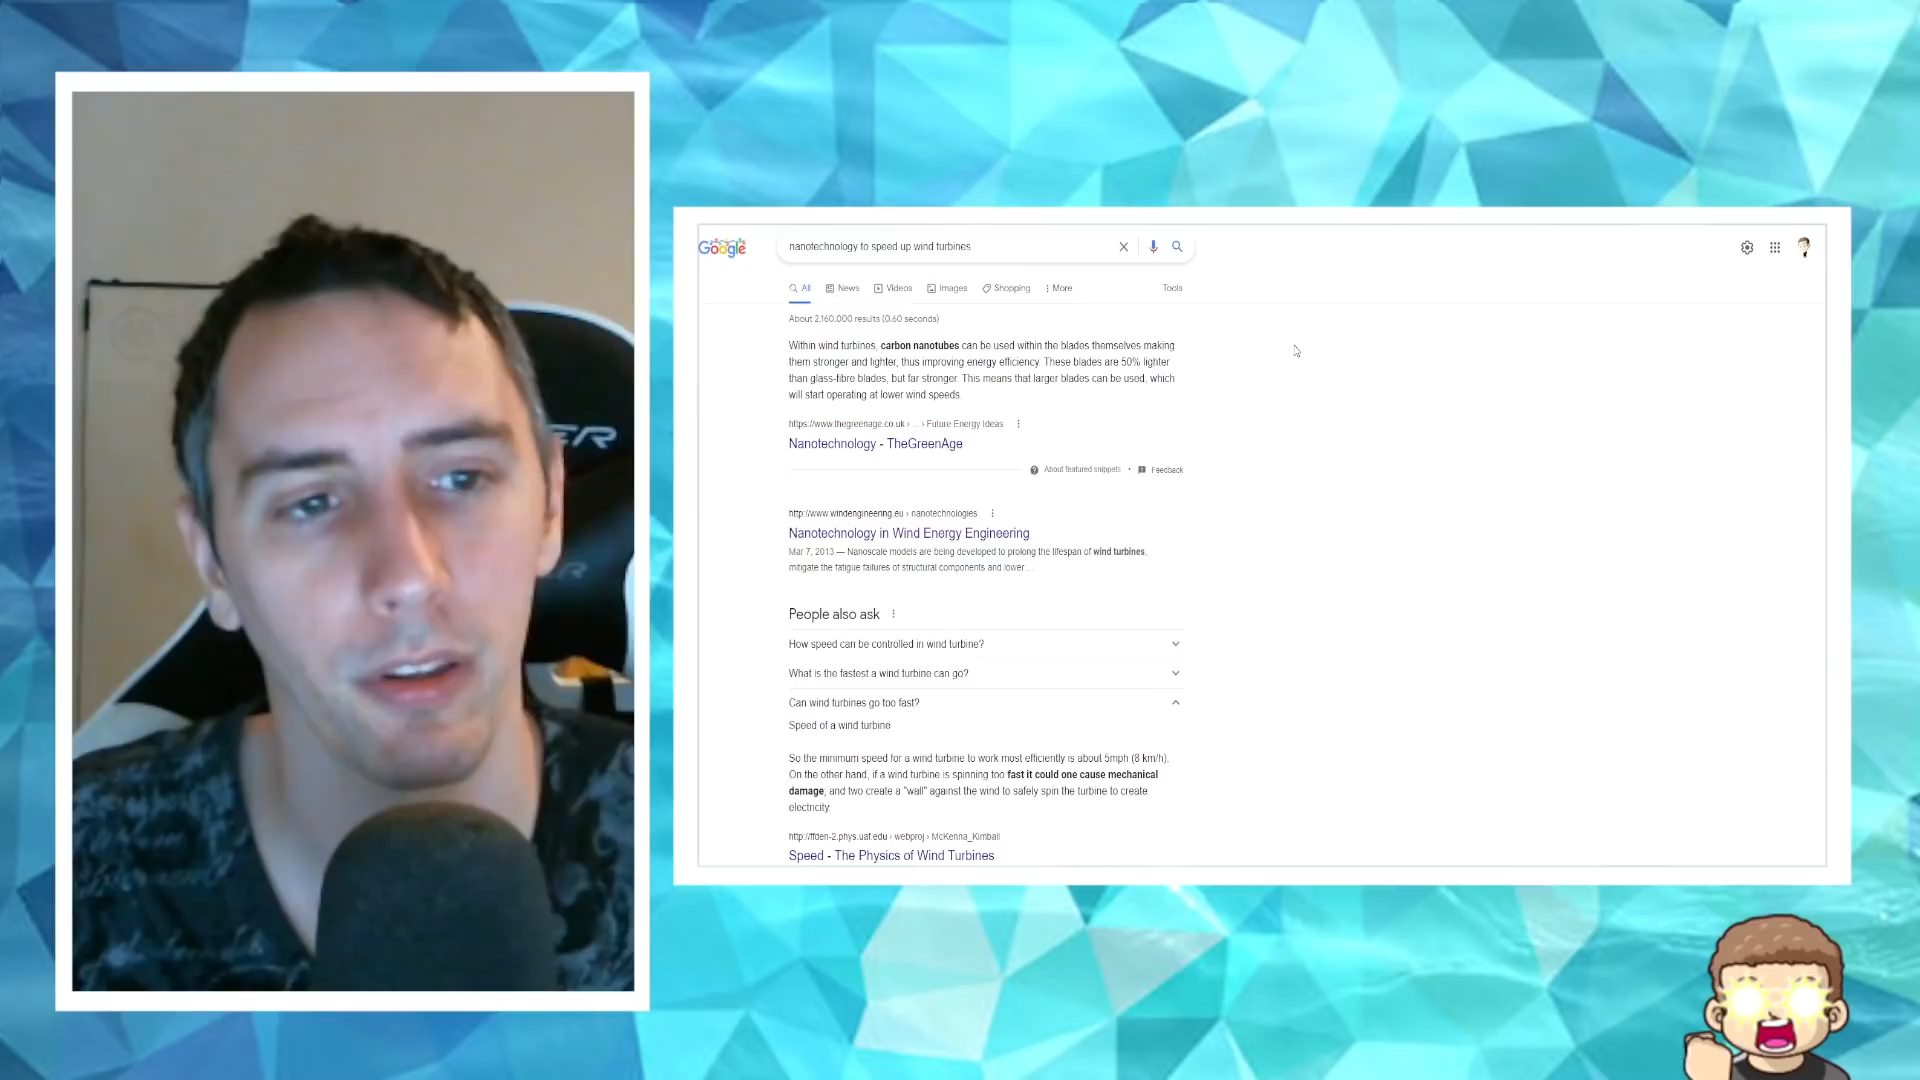 ER
Google
nanotechnology to speed up wind turbines
All
News
Videos
Images
Shopping
More
Tools
About 2,160,000 results (0.60 seconds)
Within wind turbines, carbon nanotubes can be used within the blades themselves making
them stronger and lighter, thus improving energy efficiency. These blades are 50% lighter
than glass-fibre blades, but far stronger. This means that larger blades can be used, which
will start operating at lower wind speeds.
https://www.thegreenage.co.uk › ... › Future Energy Ideas
Nanotechnology - TheGreenAge
About featured snippets • Feedback
http://www.windengineering.eu › nanotechnologies
Nanotechnology in Wind Energy Engineering
Mar 7, 2013 — Nanoscale models are being developed to prolong the lifespan of wind turbines,
mitigate the fatigue failures of structural components and lower ...
People also ask
How speed can be controlled in wind turbine?
What is the fastest a wind turbine can go?
Can wind turbines go too fast?
Speed of a wind turbine
So the minimum speed for a wind turbine to work most efficiently is about 5mph (8 km/h).
On the other hand, if a wind turbine is spinning too fast it could one cause mechanical
damage, and two create a "wall" against the wind to safely spin the turbine to create
electricity.
http://ffden-2.phys.uaf.edu › webproj › McKenna_Kimball
Speed - The Physics of Wind Turbines